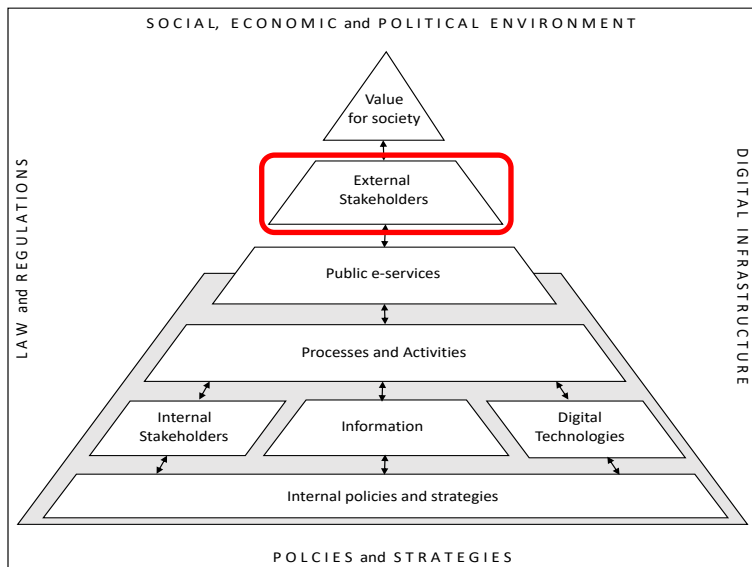 SOCIAL, ECONOMIC and POLITICAL ENVIRONMENT
Value
for society
External
Stakeholders
LAW and REGULATIONS
DIGITAL INFRASTRUCTURE
Public e-services
Processes and Activities
Internal
Stakeholders
Information
Digital
Technologies
Internal policies and strategies
POLCIES and STRATEGIES